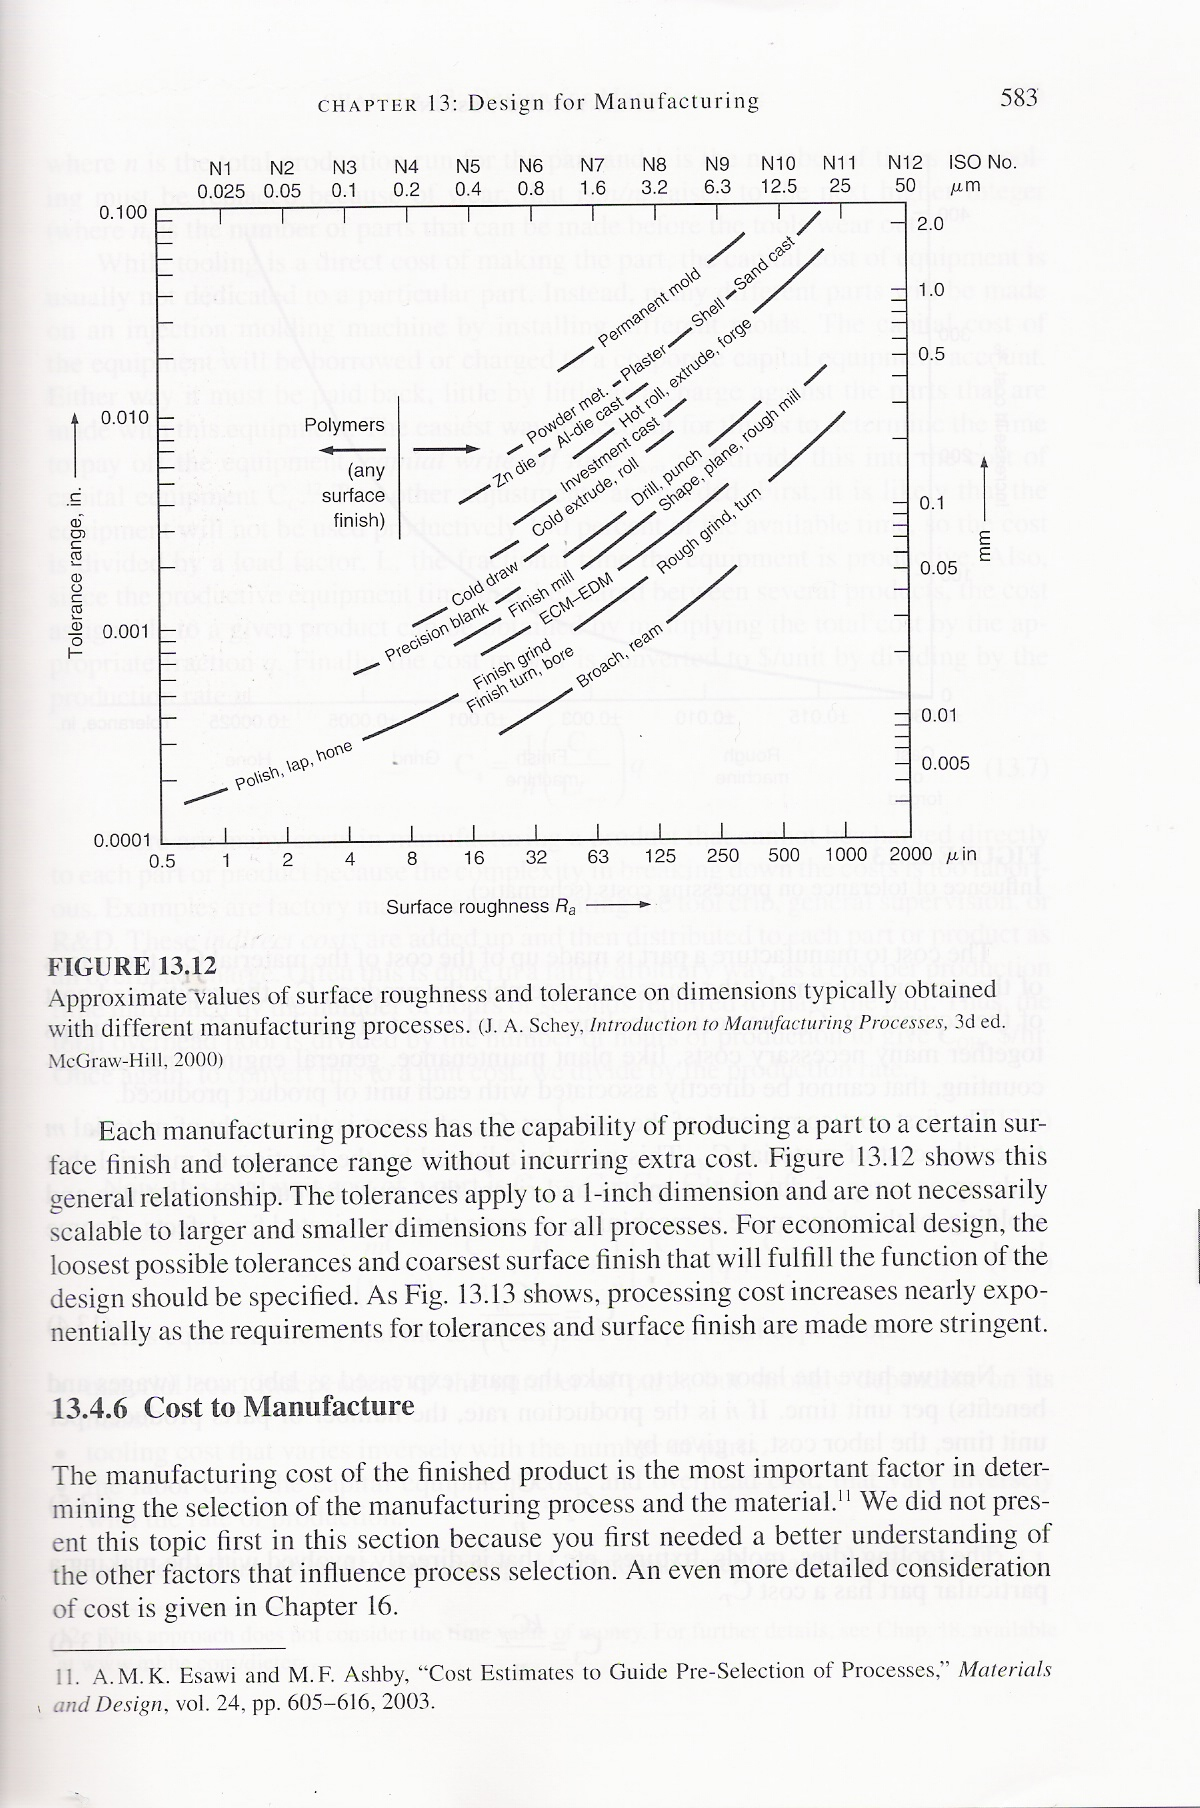 CHAPTER 13: Design for Manufacturing 583
N1 N2 N3 N4 N5 N6 N7 N8 N9 N10 N11 N12 ISO No.
0.025 0.05 0.1 0.2 0.4 0.8 1.6 3.2 6.3 12.5 25 50 μm
0.100
0.010
0.001
0.0001
Tolerance range, in.
2.0
1.0
0.5
0.1
0.05
0.01
0.005
mm
Polymers
(any
surface
finish)
Permanent mold
Powder met. – Plaster – Shell – Sand cast
Zn die – Al-die cast – Hot roll, extrude, forge
Investment cast
Cold extrude, roll
Cold draw
Drill, punch
Precision blank – Finish mill
Shape, plane, rough mill
ECM–EDM
Rough grind, turn
Finish grind
Finish turn, bore
Broach, ream
Polish, lap, hone
0.5 1 2 4 8 16 32 63 125 250 500 1000 2000 μin
Surface roughness Ra
FIGURE 13.12
Approximate values of surface roughness and tolerance on dimensions typically obtained
with different manufacturing processes. (J. A. Schey, Introduction to Manufacturing Processes, 3d ed.
McGraw-Hill, 2000)
Each manufacturing process has the capability of producing a part to a certain sur-
face finish and tolerance range without incurring extra cost. Figure 13.12 shows this
general relationship. The tolerances apply to a 1-inch dimension and are not necessarily
scalable to larger and smaller dimensions for all processes. For economical design, the
loosest possible tolerances and coarsest surface finish that will fulfill the function of the
design should be specified. As Fig. 13.13 shows, processing cost increases nearly expo-
nentially as the requirements for tolerances and surface finish are made more stringent.
13.4.6 Cost to Manufacture
The manufacturing cost of the finished product is the most important factor in deter-
mining the selection of the manufacturing process and the material.11 We did not pres-
ent this topic first in this section because you first needed a better understanding of
the other factors that influence process selection. An even more detailed consideration
of cost is given in Chapter 16.
11. A. M. K. Esawi and M. F. Ashby, “Cost Estimates to Guide Pre-Selection of Processes,” Materials
and Design, vol. 24, pp. 605–616, 2003.